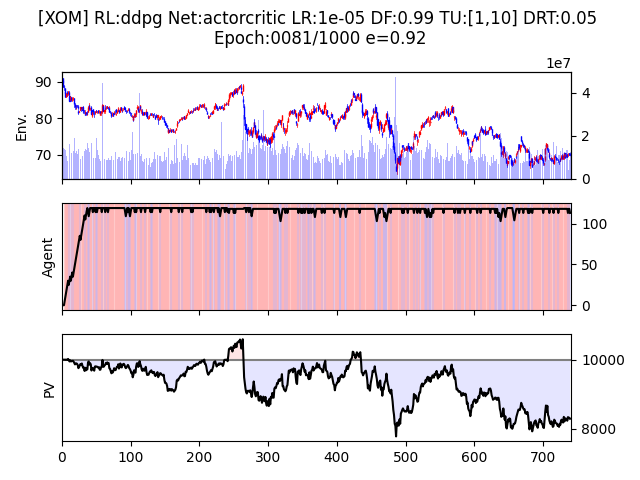 [XOM] RL:ddpg Net:actorcritic LR:1e-05 DF:0.99 TU:[1,10] DRT:0.05
Epoch:0081/1000 e=0.92
1e7
Env.
90
80
70
4
2
0
Agent
100
50
0
PV
10000
8000
0 100 200 300 400 500 600 700